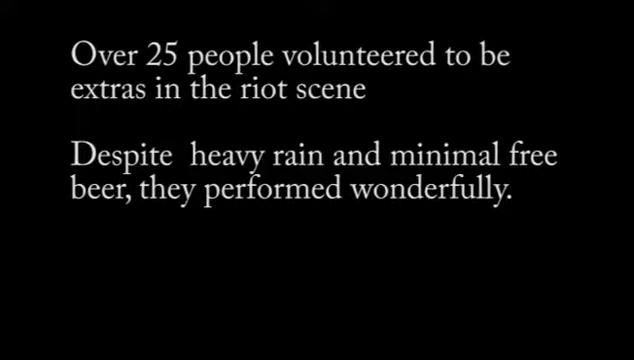 Over 25 people volunteered to be
extras in the riot scene
Despite  heavy rain and minimal free
beer, they performed wonderfully.